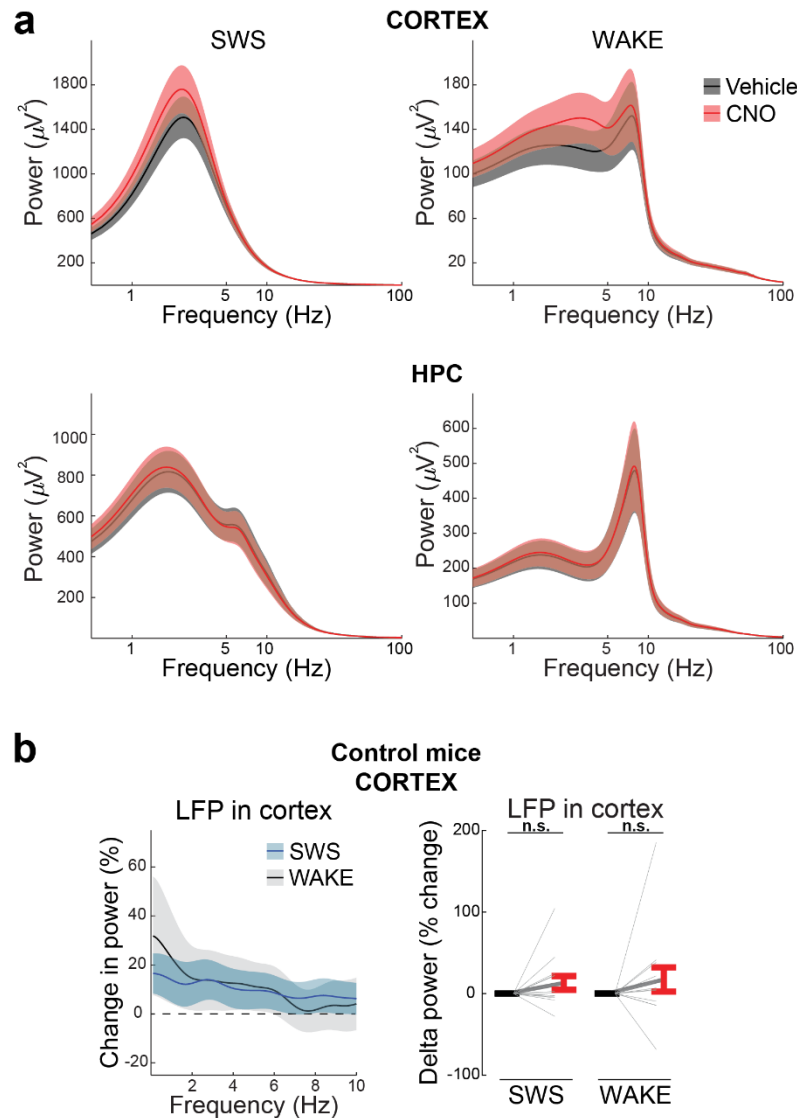 a
CORTEX
SWS
WAKE
Vehicle
CNO
Power (µV²)
1800
1400
1000
600
200
1
5
10
100
Frequency (Hz)
Power (µV²)
180
140
100
60
20
1
5
10
100
Frequency (Hz)
HPC
Power (µV²)
1000
800
600
400
200
1
5
10
100
Frequency (Hz)
Power (µV²)
600
500
400
300
200
100
1
5
10
100
Frequency (Hz)
b
Control mice
CORTEX
LFP in cortex
SWS
WAKE
Change in power (%)
60
40
20
0
-20
2
4
6
8
10
Frequency (Hz)
LFP in cortex
n.s.
n.s.
Delta power (% change)
200
100
0
-100
SWS
WAKE